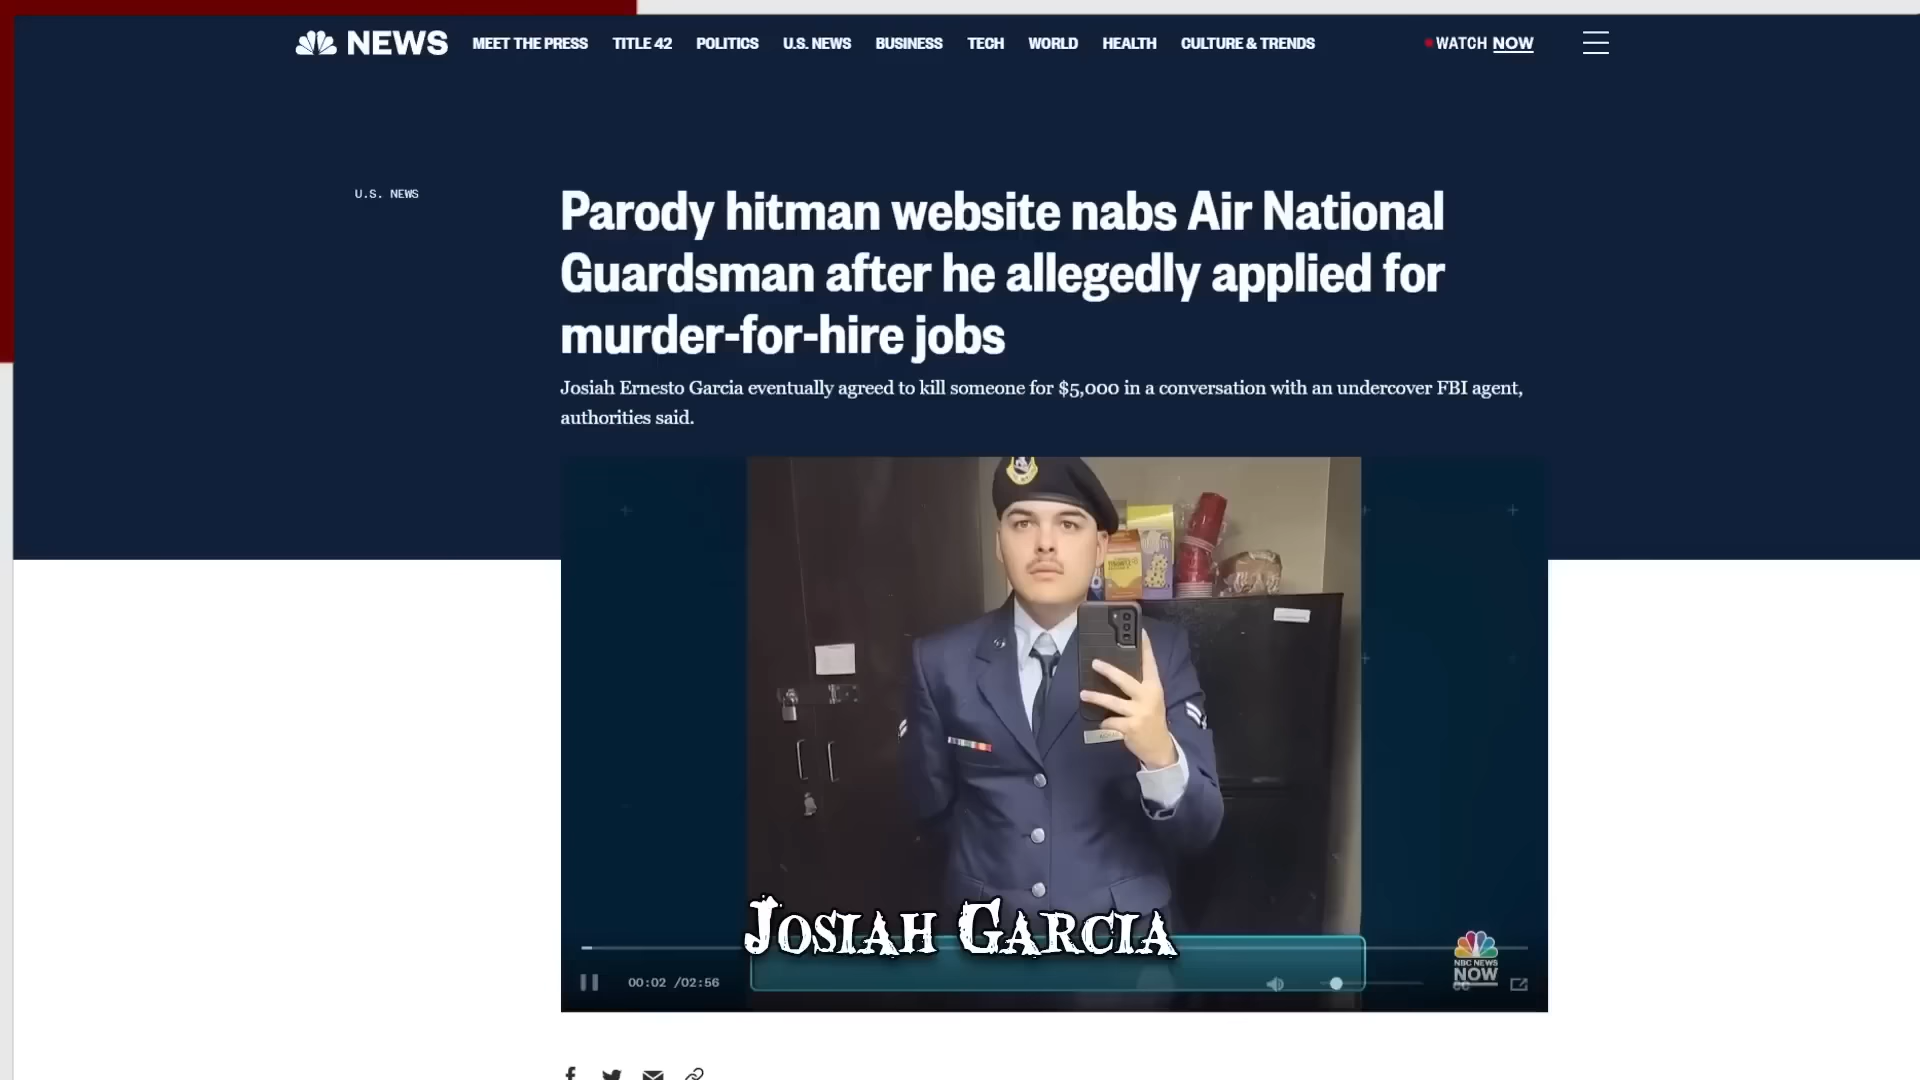 NEWS MEET THE PRESS TITLE 42 POLITICS U.S. NEWS BUSINESS TECH WORLD HEALTH CULTURE & TRENDS WATCH NOW
U.S. NEWS
Parody hitman website nabs Air National
Guardsman after he allegedly applied for
murder-for-hire jobs
Josiah Ernesto Garcia eventually agreed to kill someone for $5,000 in a conversation with an undercover FBI agent,
authorities said.
Josiah Garcia
00:02 /02:56
NBC NEWS
NOW